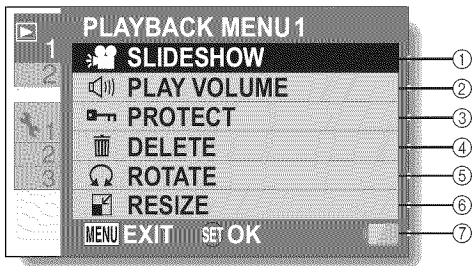 PLAYBACK MENU 1
1 SLIDESHOW ①
2 PLAY VOLUME ②
PROTECT ③
1 DELETE ④
2 ROTATE ⑤
3 RESIZE ⑥
MENU EXIT SET OK ⑦